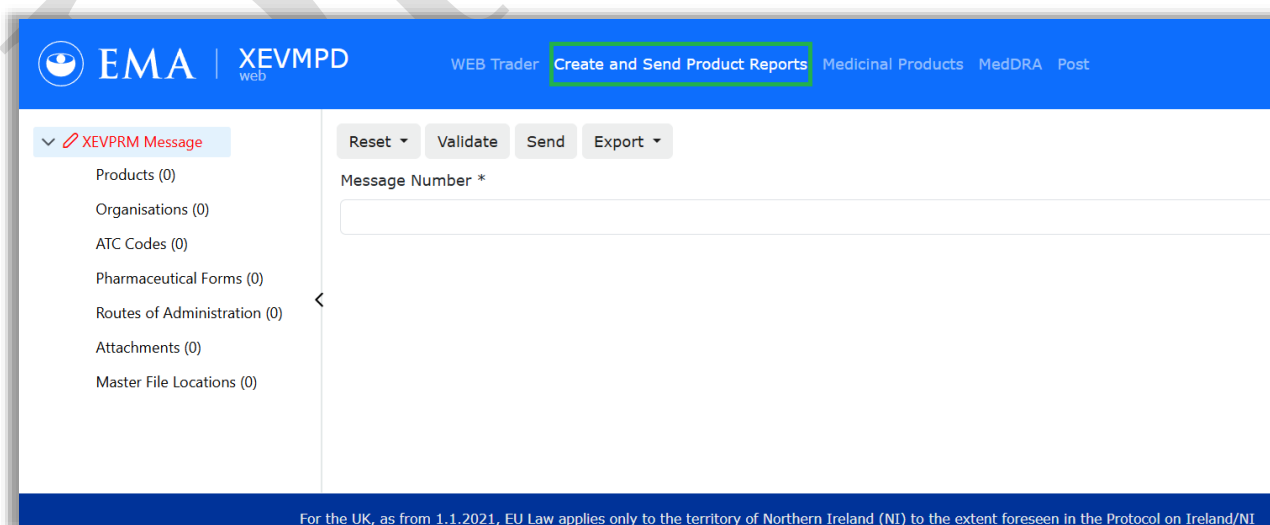 EMA XEVMPD
web
WEB Trader Create and Send Product Reports Medicinal Products MedDRA Post
XEVPRM Message
Products (0)
Organisations (0)
ATC Codes (0)
Pharmaceutical Forms (0)
Routes of Administration (0)
Attachments (0)
Master File Locations (0)
Reset Validate Send Export
Message Number *
For the UK, as from 1.1.2021, EU Law applies only to the territory of Northern Ireland (NI) to the extent foreseen in the Protocol on Ireland/NI